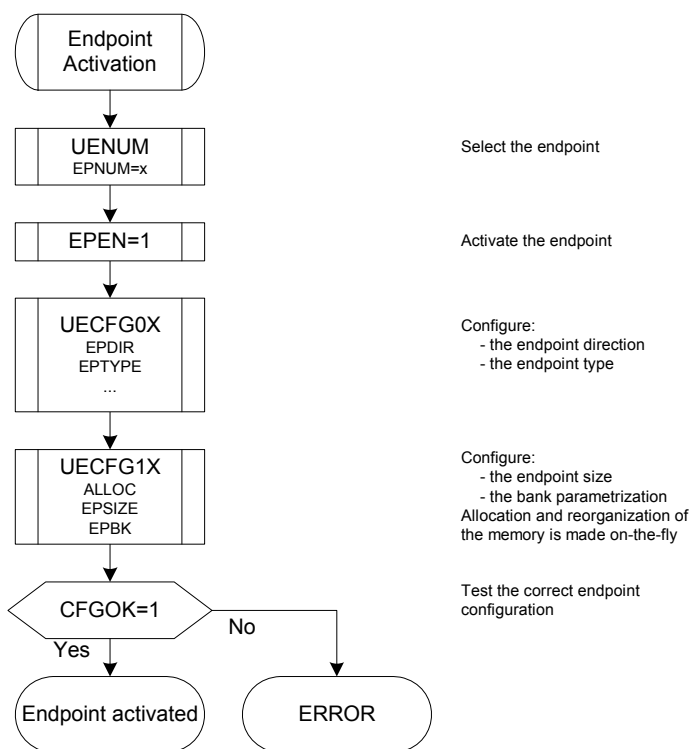 Endpoint
Activation
UENUM
EPNUM=x
Select the endpoint
EPEN=1
Activate the endpoint
UECFG0X
EPDIR
EPTYPE
...
Configure:
- the endpoint direction
- the endpoint type
UECFG1X
ALLOC
EPSIZE
EPBK
Configure:
- the endpoint size
- the bank parametrization
Allocation and reorganization of
the memory is made on-the-fly
CFGOK=1
Test the correct endpoint
configuration
No
Yes
Endpoint activated
ERROR